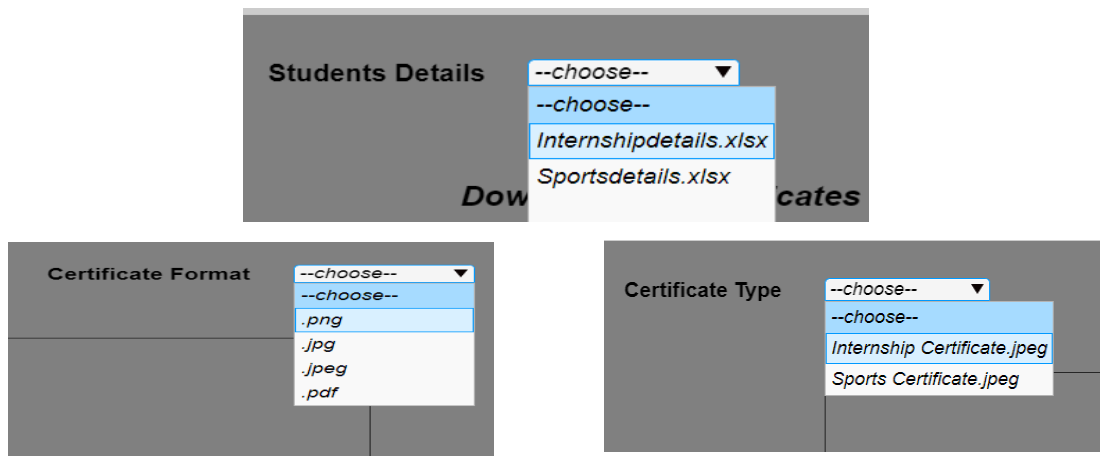 Students Details --choose--
--choose--
Internshipdetails.xlsx
Sportsdetails.xlsx
Certificate Format --choose--
--choose--
.png
.jpg
.jpeg
.pdf
Certificate Type --choose--
--choose--
Internship Certificate.jpeg
Sports Certificate.jpeg